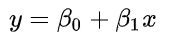 y = β₀ + β₁x